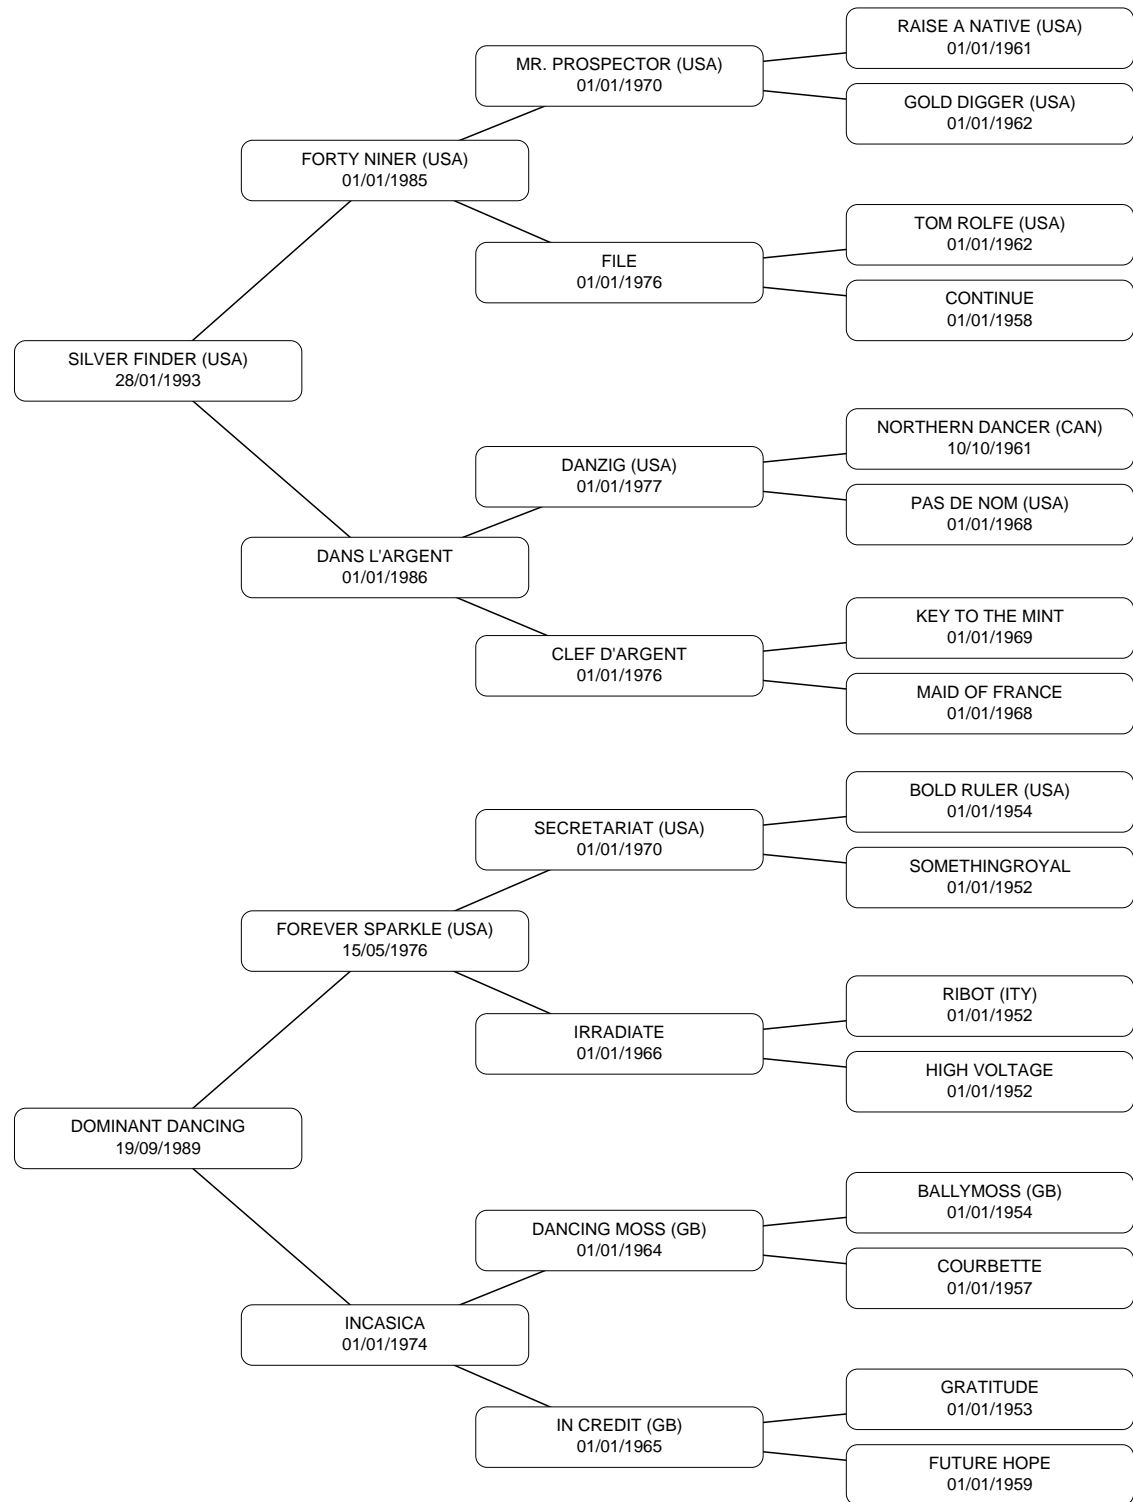 RAISE A NATIVE (USA)
01/01/1961
MR. PROSPECTOR (USA)
01/01/1970
GOLD DIGGER (USA)
01/01/1962
FORTY NINER (USA)
01/01/1985
TOM ROLFE (USA)
01/01/1962
FILE
01/01/1976
CONTINUE
01/01/1958
SILVER FINDER (USA)
28/01/1993
NORTHERN DANCER (CAN)
10/10/1961
DANZIG (USA)
01/01/1977
PAS DE NOM (USA)
01/01/1968
DANS L'ARGENT
01/01/1986
KEY TO THE MINT
01/01/1969
CLEF D'ARGENT
01/01/1976
MAID OF FRANCE
01/01/1968
BOLD RULER (USA)
01/01/1954
SECRETARIAT (USA)
01/01/1970
SOMETHINGROYAL
01/01/1952
FOREVER SPARKLE (USA)
15/05/1976
RIBOT (ITY)
01/01/1952
IRRADIATE
01/01/1966
HIGH VOLTAGE
01/01/1952
DOMINANT DANCING
19/09/1989
BALLYMOSS (GB)
01/01/1954
DANCING MOSS (GB)
01/01/1964
COURBETTE
01/01/1957
INCASICA
01/01/1974
GRATITUDE
01/01/1953
IN CREDIT (GB)
01/01/1965
FUTURE HOPE
01/01/1959